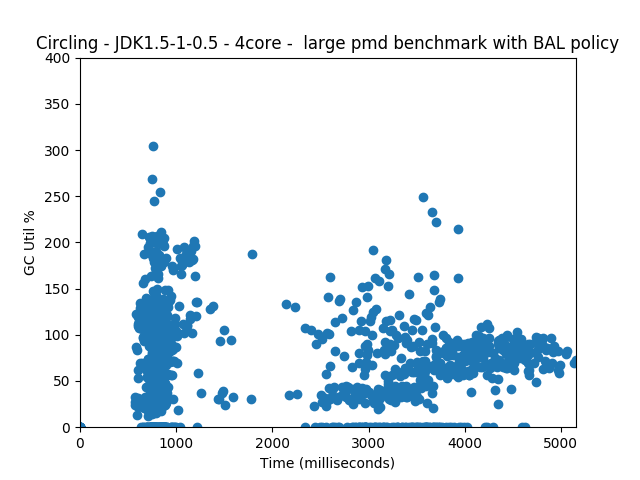 Circling - JDK1.5-1-0.5 - 4core -  large pmd benchmark with BAL policy
400
350
300
250
200
150
100
50
0
GC Util %
0 1000 2000 3000 4000 5000
Time (milliseconds)